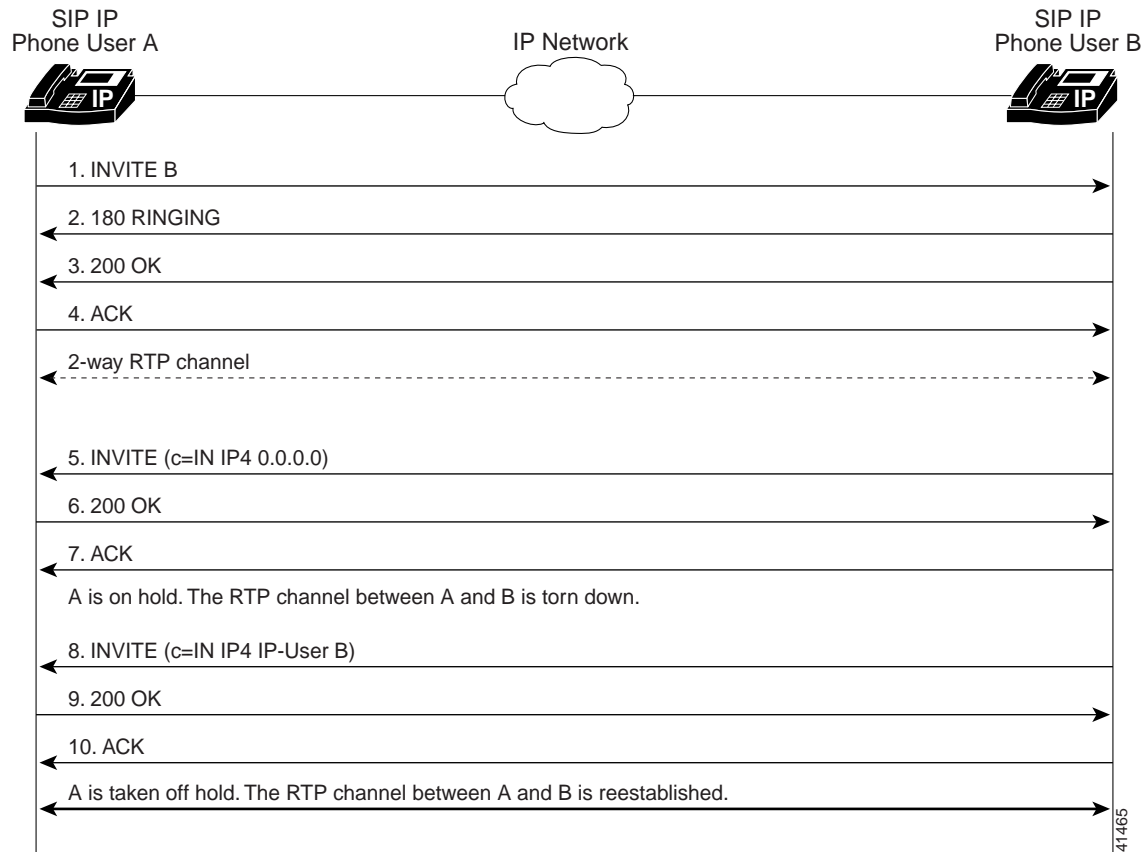 SIP IP
Phone User A
IP Network
SIP IP
Phone User B
IP
IP
1. INVITE B
2. 180 RINGING
3. 200 OK
4. ACK
2-way RTP channel
5. INVITE (c=IN IP4 0.0.0.0)
6. 200 OK
7. ACK
A is on hold. The RTP channel between A and B is torn down.
8. INVITE (c=IN IP4 IP-User B)
9. 200 OK
10. ACK
A is taken off hold. The RTP channel between A and B is reestablished.
41465